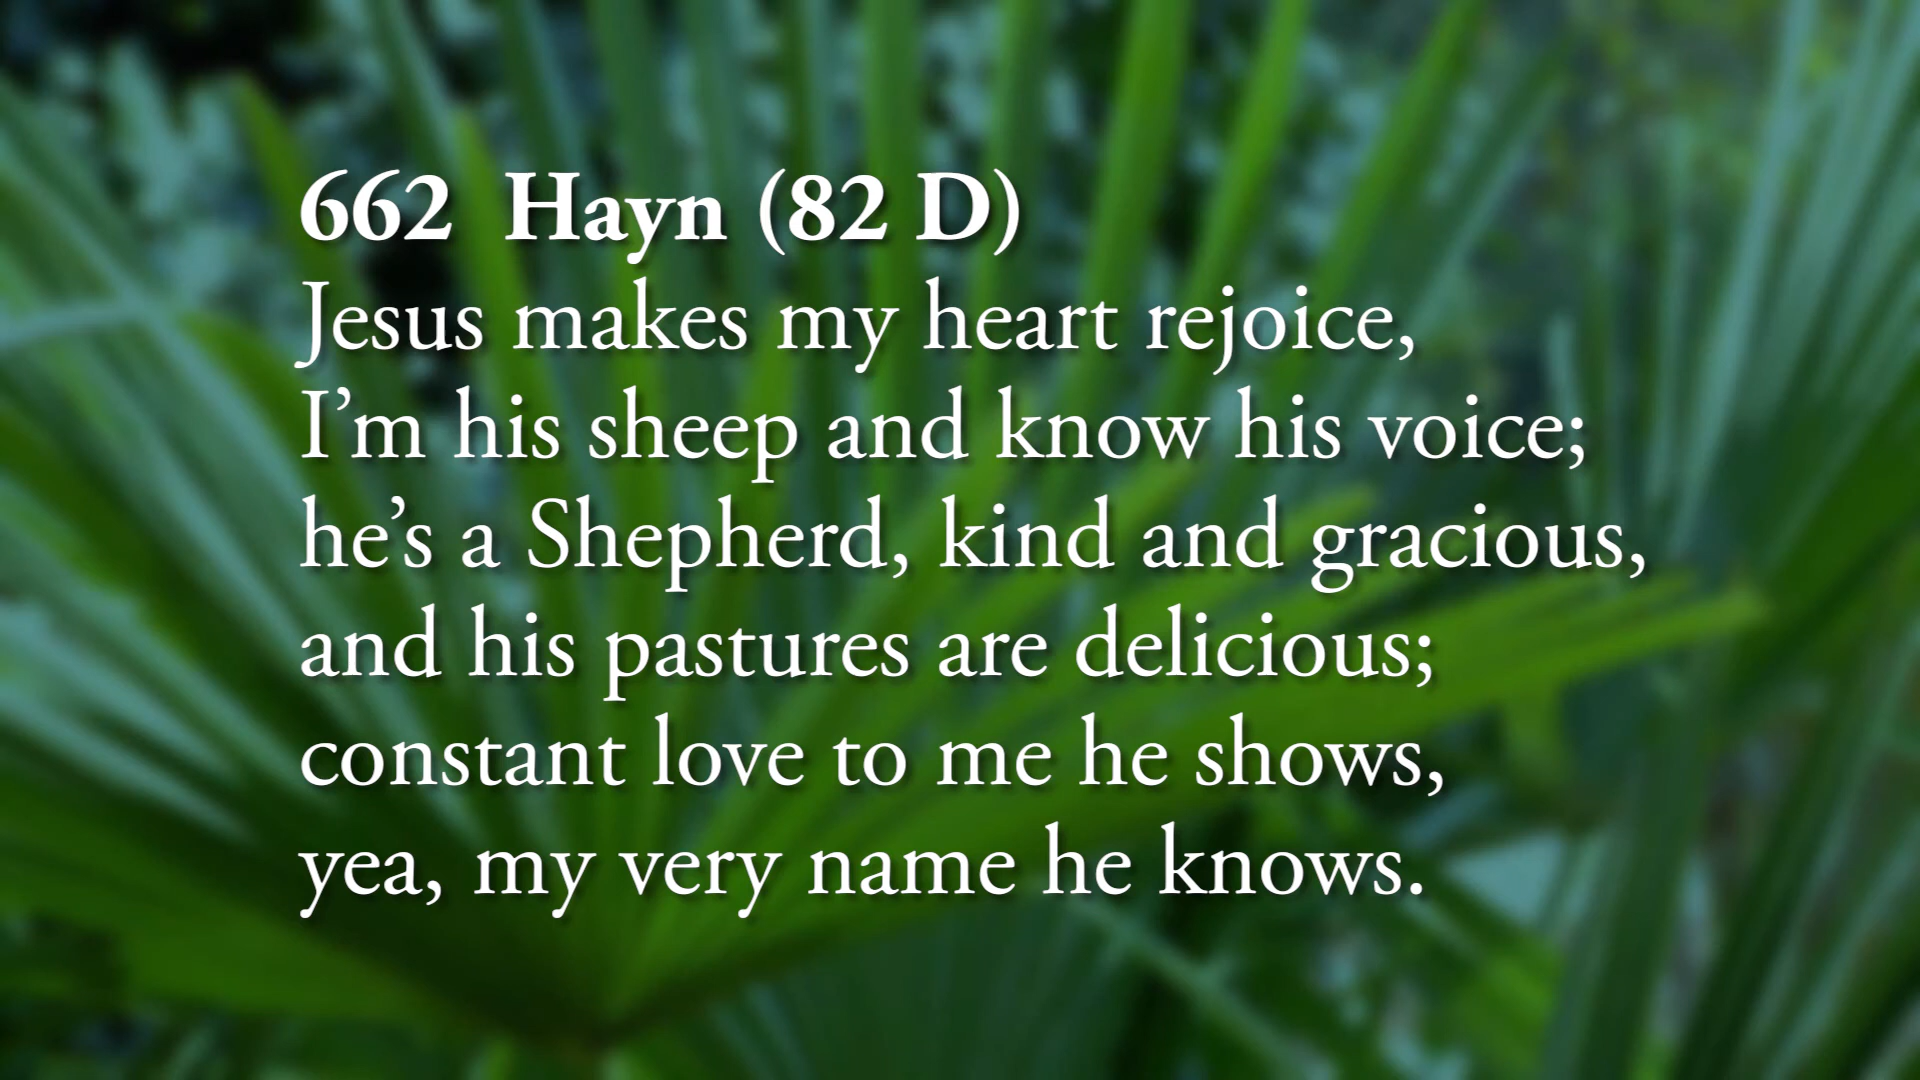 662 Hayn (82 D)
Jesus makes my heart rejoice,
I’m his sheep and know his voice;
he’s a Shepherd, kind and gracious,
and his pastures are delicious;
constant love to me he shows,
yea, my very name he knows.